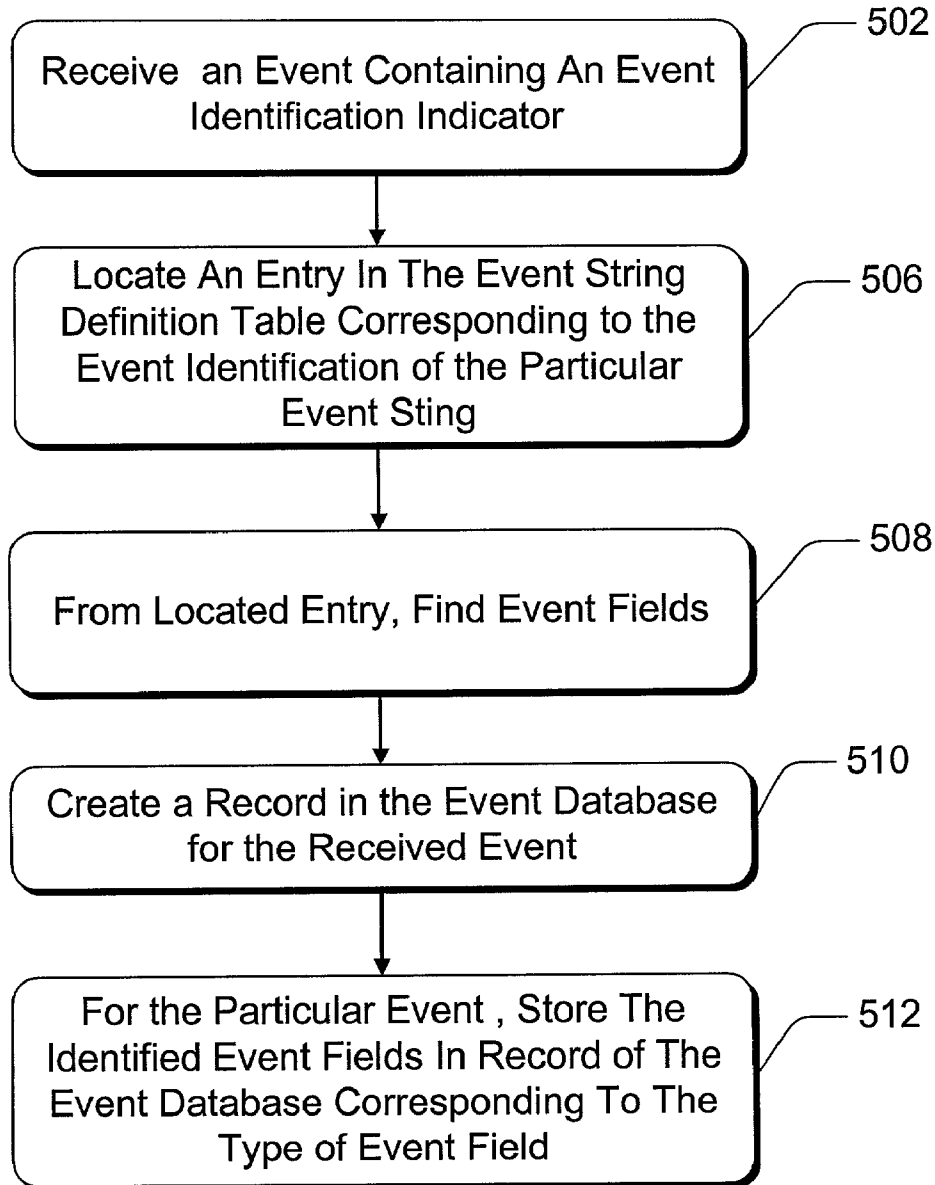 502
Receive an Event Containing An Event
Identification Indicator
Locate An Entry In The Event String
Definition Table Corresponding to the
Event Identification of the Particular
Event Sting
506
508
From Located Entry, Find Event Fields
510
Create a Record in the Event Database
for the Received Event
For the Particular Event , Store The
Identified Event Fields In Record of The
Event Database Corresponding To The
Type of Event Field
512